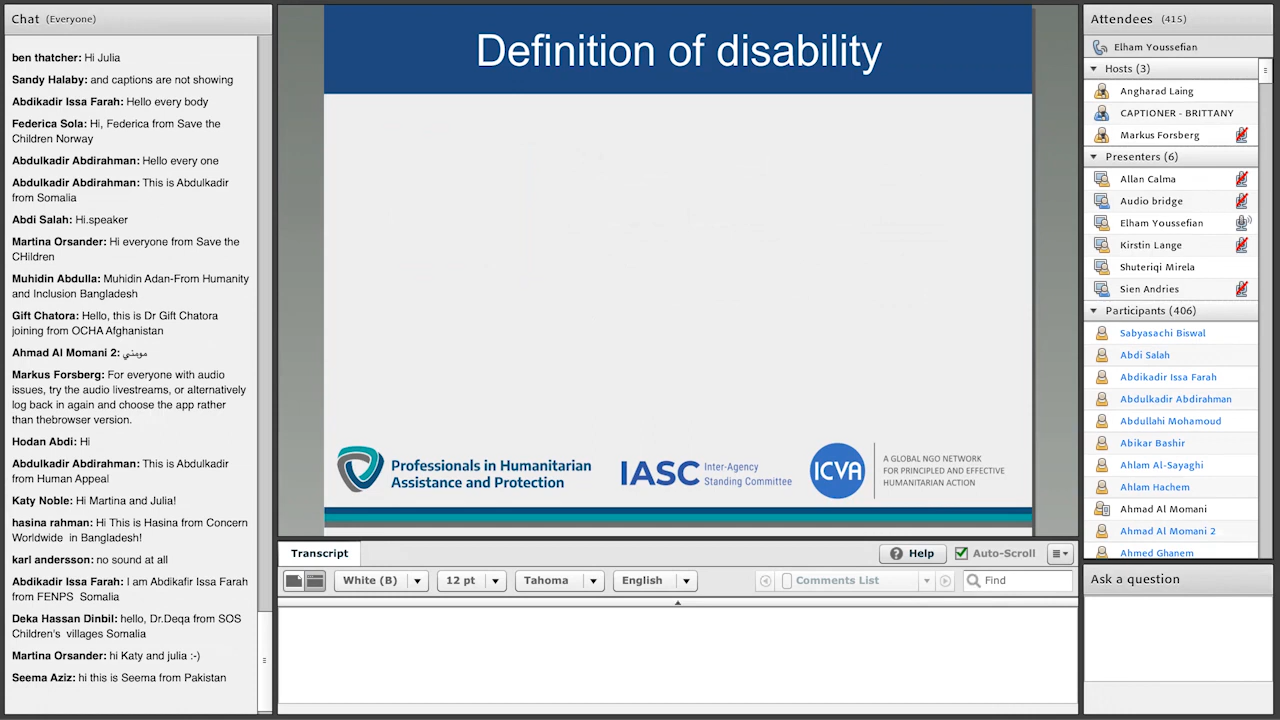 Chat (Everyone)
ben thatcher: Hi Julia
Sandy Halaby: and captions are not showing
Abdikadir Issa Farah: Hello every body
Federica Sola: Hi, Federica from Save the
Children Norway
Abdulkadir Abdirahman: Hello every one
Abdulkadir Abdirahman: This is Abdulkadir
from Somalia
Abdi Salah: Hi.speaker
Martina Orsander: Hi everyone from Save the
CHildren
Muhidin Abdulla: Muhidin Adan-From Humanity
and Inclusion Bangladesh
Gift Chatora: Hello, this is Dr Gift Chatora
joining from OCHA Afghanistan
Ahmad Al Momani 2: مومني
Markus Forsberg: For everyone with audio
issues, try the audio livestreams, or alternatively
log back in again and choose the app rather
than thebrowser version.
Hodan Abdi: Hi
Abdulkadir Abdirahman: This is Abdulkadir
from Human Appeal
Katy Noble: Hi Martina and Julia!
hasina rahman: Hi This is Hasina from Concern
Worldwide  in Bangladesh!
karl andersson: no sound at all
Abdikadir Issa Farah: I am Abdikafir Issa Farah
from FENPS  Somalia
Deka Hassan Dinbil: hello, Dr.Deqa from SOS
Children's  villages Somalia
Martina Orsander: hi Katy and julia :-)
Seema Aziz: hi this is Seema from Pakistan
Definition of disability
Professionals in Humanitarian
Assistance and Protection
IASC Inter-Agency
Standing Committee
ICVA
A GLOBAL NGO NETWORK
FOR PRINCIPLED AND EFFECTIVE
HUMANITARIAN ACTION
Transcript
Help
Auto-Scroll
White (B)
12 pt
Tahoma
English
Comments List
Find
Attendees (415)
Elham Youssefian
Hosts (3)
Angharad Laing
CAPTIONER - BRITTANY
Markus Forsberg
Presenters (6)
Allan Calma
Audio bridge
Elham Youssefian
Kirstin Lange
Shuteriqi Mirela
Sien Andries
Participants (406)
Sabyasachi Biswal
Abdi Salah
Abdikadir Issa Farah
Abdulkadir Abdirahman
Abdullahi Mohamoud
Abikar Bashir
Ahlam Al-Sayaghi
Ahlam Hachem
Ahmad Al Momani
Ahmad Al Momani 2
Ahmed Ghanem
Ask a question